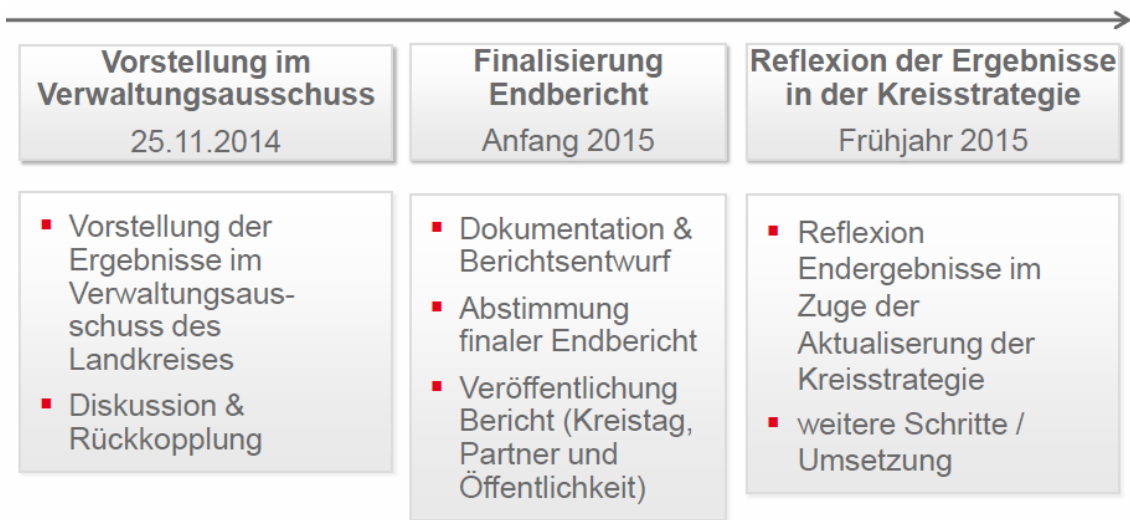 Vorstellung im
Verwaltungsausschuss
25.11.2014
Finalisierung
Endbericht
Anfang 2015
Reflexion der Ergebnisse
in der Kreisstrategie
Frühjahr 2015
Vorstellung der
Ergebnisse im
Verwaltungsaus-
schuss des
Landkreises
Diskussion &
Rückkopplung
Dokumentation &
Berichtsentwurf
Abstimmung
finaler Endbericht
Veröffentlichung
Bericht (Kreistag,
Partner und
Öffentlichkeit)
Reflexion
Endergebnisse im
Zuge der
Aktualiserung der
Kreisstrategie
weitere Schritte /
Umsetzung